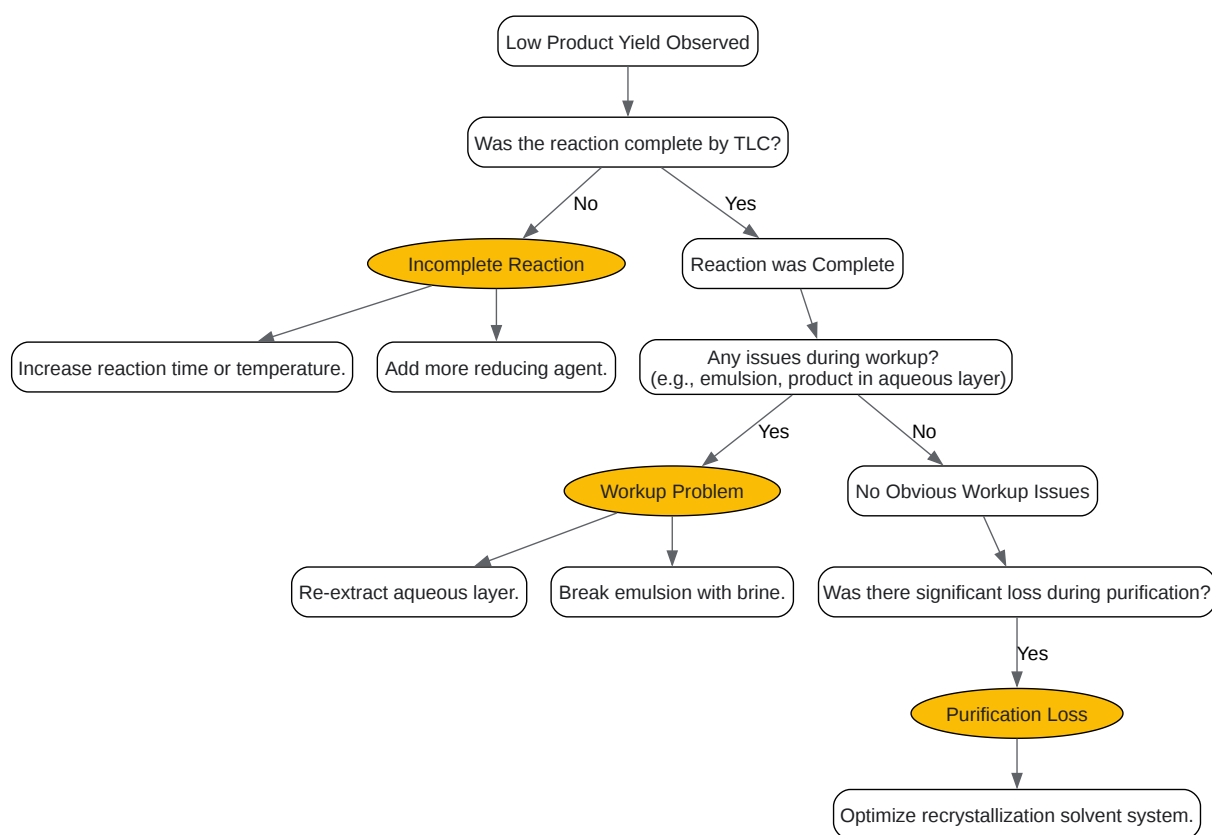 Low Product Yield Observed
Was the reaction complete by TLC?
No
Yes
Incomplete Reaction
Reaction was Complete
Increase reaction time or temperature.
Add more reducing agent.
Any issues during workup?
(e.g., emulsion, product in aqueous layer)
Yes
No
Workup Problem
No Obvious Workup Issues
Re-extract aqueous layer.
Break emulsion with brine.
Was there significant loss during purification?
Yes
Purification Loss
Optimize recrystallization solvent system.